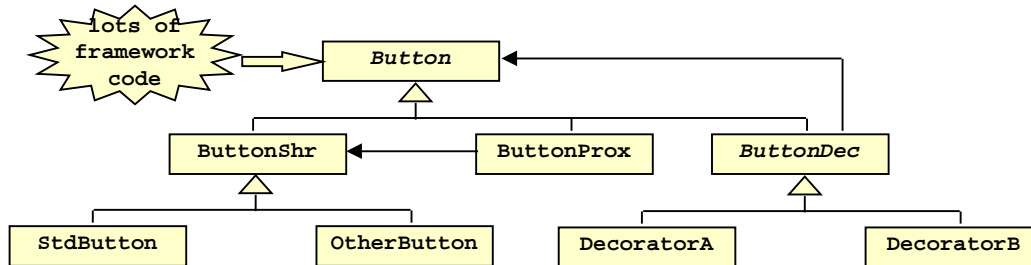 lots of
framework
code
Button
ButtonShr
ButtonProx
ButtonDec
StdButton
OtherButton
DecoratorA
DecoratorB